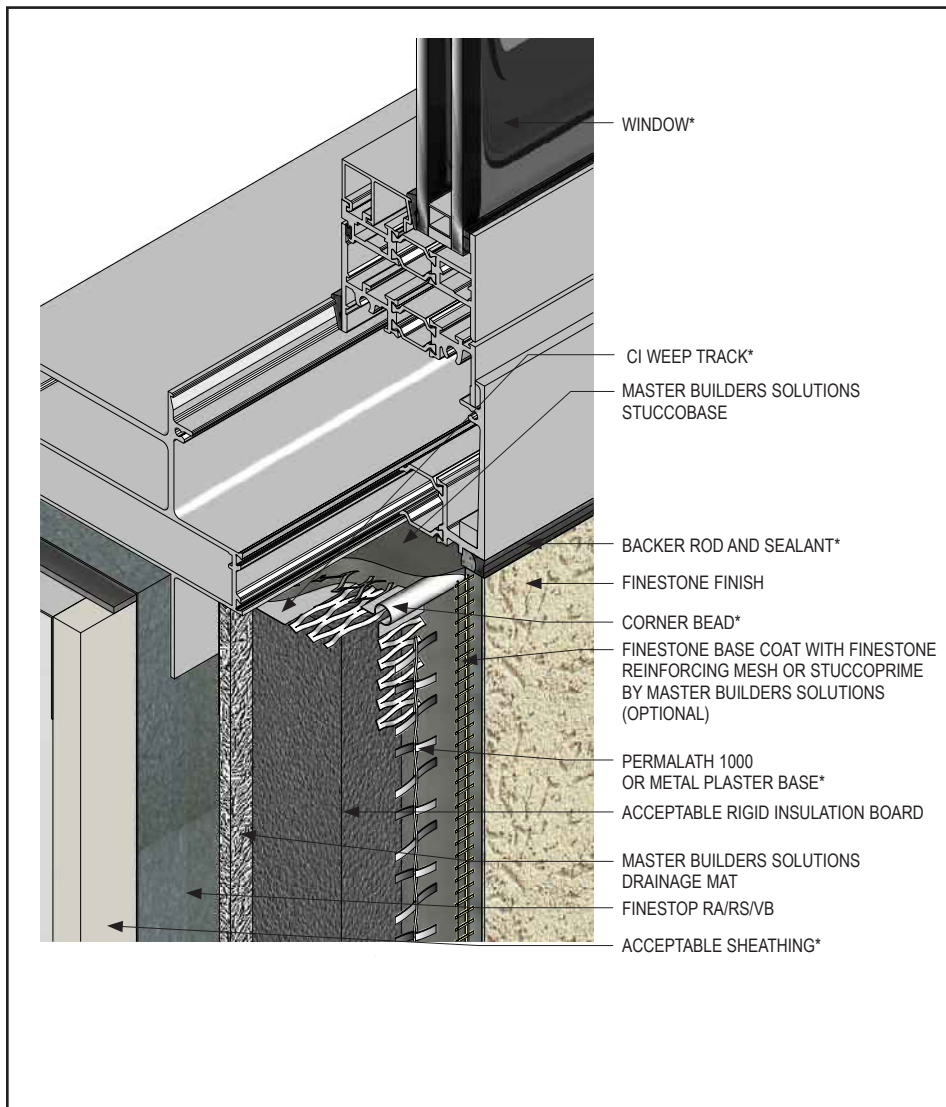 WINDOW*
CI WEEP TRACK*
MASTER BUILDERS SOLUTIONS
STUCCOBASE
BACKER ROD AND SEALANT*
FINESTONE FINISH
CORNER BEAD*
FINESTONE BASE COAT WITH FINESTONE
REINFORCING MESH OR STUCCOPRIME
BY MASTER BUILDERS SOLUTIONS
(OPTIONAL)
PERMALATH 1000
OR METAL PLASTER BASE*
ACCEPTABLE RIGID INSULATION BOARD
MASTER BUILDERS SOLUTIONS
DRAINAGE MAT
FINESTOP RA/RS/VB
ACCEPTABLE SHEATHING*